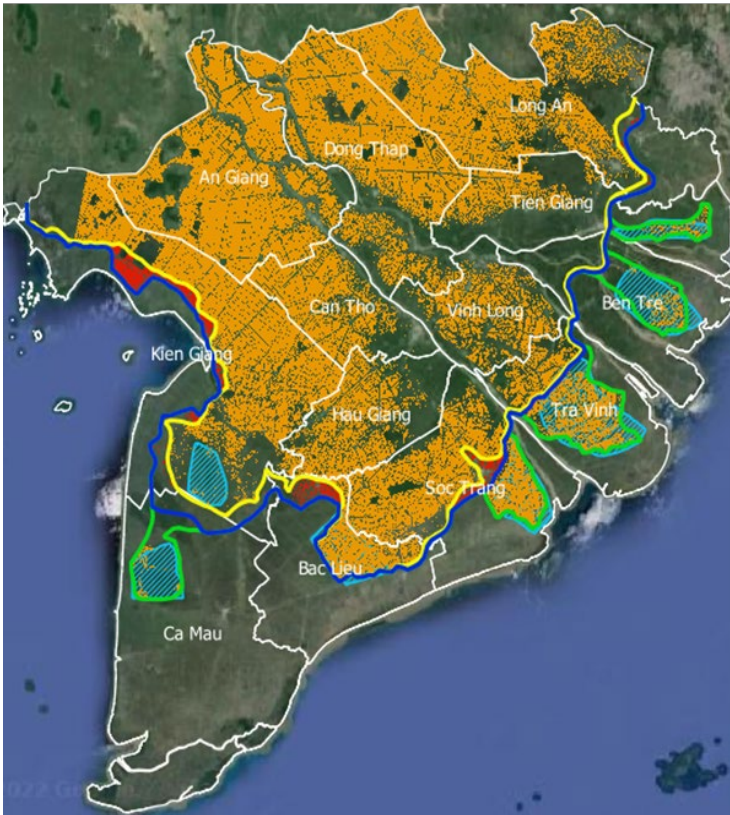 Long An
Dong Thap
An Giang
Tien Giang
Can Tho
Vinh Long
Ben Tre
Kien Giang
Hau Giang
Tra Vinh
Soc Trang
Bac Lieu
Ca Mau